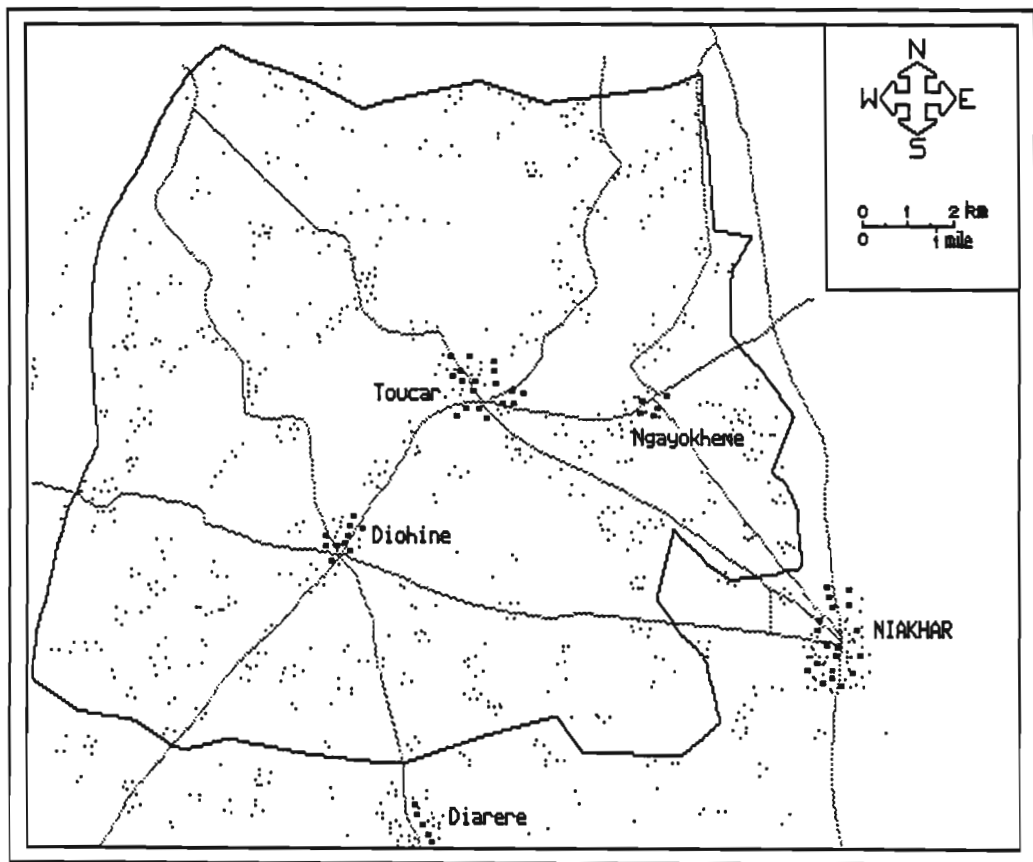 N
W E
S
0 1 2 km
0 1 mile
Toucar
Ngayokheme
Diohine
NIAKHAR
Diarere